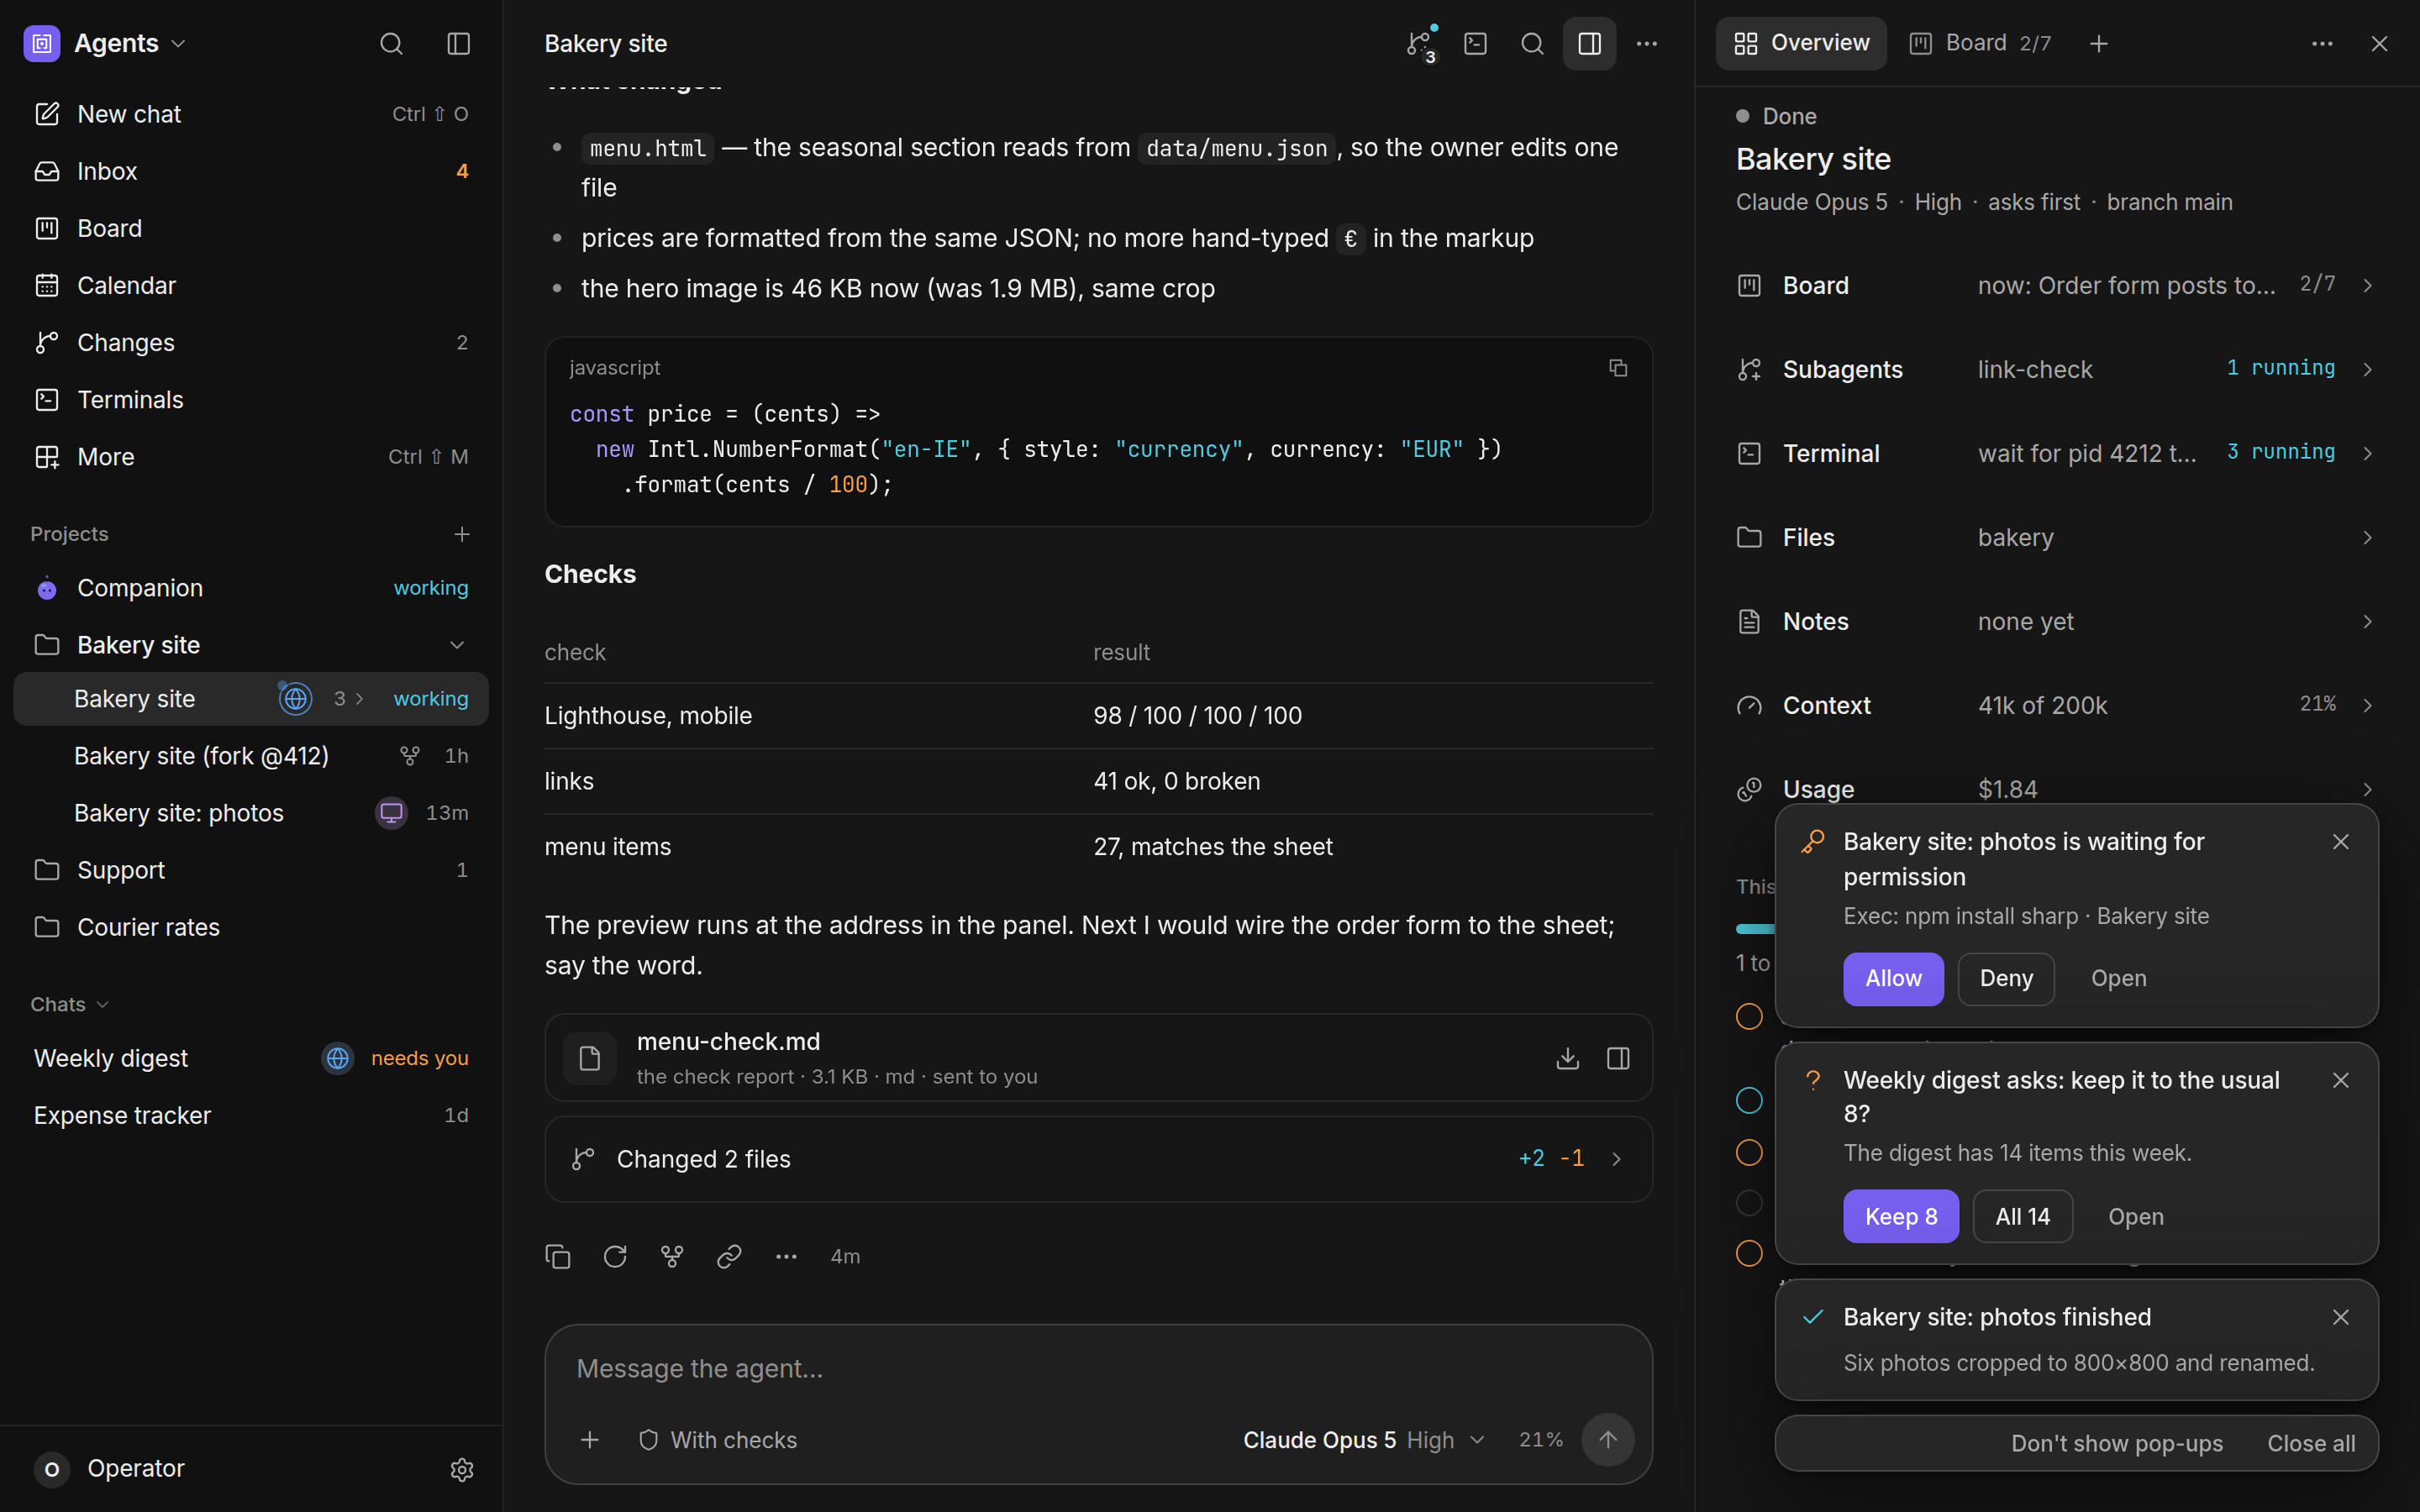 Agents
New chat Ctrl ⇧ O
Inbox 4
Board
Calendar
Changes 2
Terminals
More Ctrl ⇧ M
Projects
Companion working
Bakery site
Bakery site 3 working
Bakery site (fork @412) 1h
Bakery site: photos 13m
Support 1
Courier rates
Chats
Weekly digest needs you
Expense tracker 1d
O Operator
Bakery site
3
What changed
menu.html — the seasonal section reads from data/menu.json, so the owner edits one
file
prices are formatted from the same JSON; no more hand-typed € in the markup
the hero image is 46 KB now (was 1.9 MB), same crop
javascript
const price = (cents) =>
new Intl.NumberFormat("en-IE", { style: "currency", currency: "EUR" })
.format(cents / 100);
Checks
check result
Lighthouse, mobile 98 / 100 / 100 / 100
links 41 ok, 0 broken
menu items 27, matches the sheet
The preview runs at the address in the panel. Next I would wire the order form to the sheet;
say the word.
menu-check.md
the check report · 3.1 KB · md · sent to you
Changed 2 files +2 -1
4m
Message the agent...
With checks Claude Opus 5 High 21%
Overview Board 2/7
Done
Bakery site
Claude Opus 5 · High · asks first · branch main
Board now: Order form posts to... 2/7
Subagents link-check 1 running
Terminal wait for pid 4212 t... 3 running
Files bakery
Notes none yet
Context 41k of 200k 21%
Usage $1.84
This
1 to
Bakery site: photos is waiting for
permission
Exec: npm install sharp · Bakery site
Allow Deny Open
Weekly digest asks: keep it to the usual
8?
The digest has 14 items this week.
Keep 8 All 14 Open
Bakery site: photos finished
Six photos cropped to 800×800 and renamed.
Don't show pop-ups Close all